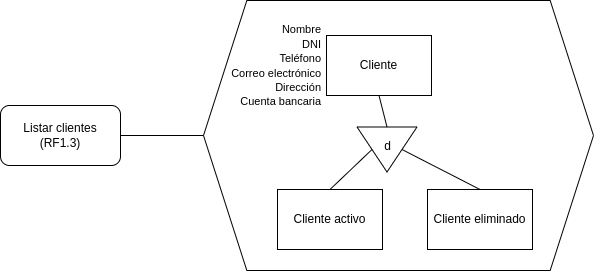 Nombre
DNI
Teléfono
Correo electrónico
Dirección
Cuenta bancaria
Cliente
Listar clientes
(RF1.3)
d
Cliente activo
Cliente eliminado